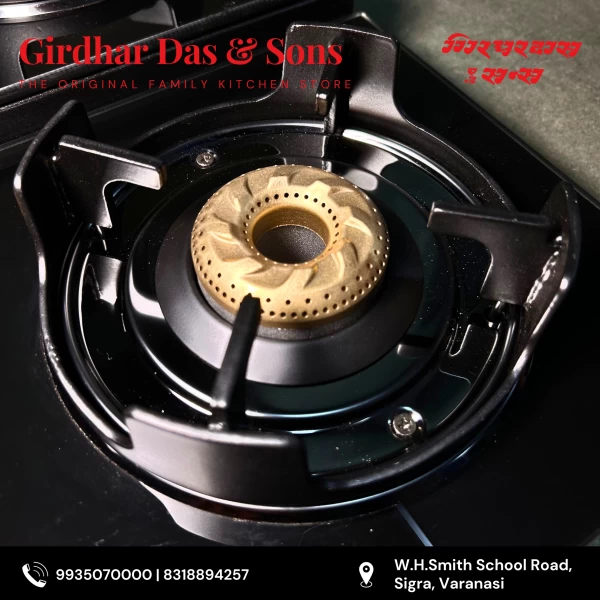 Girdhar Das & Sons
THE ORIGINAL FAMILY KITCHEN STORE
गिरधरदास
एंड सन्स
9935070000 | 8318894257
W.H.Smith School Road,
Sigra, Varanasi